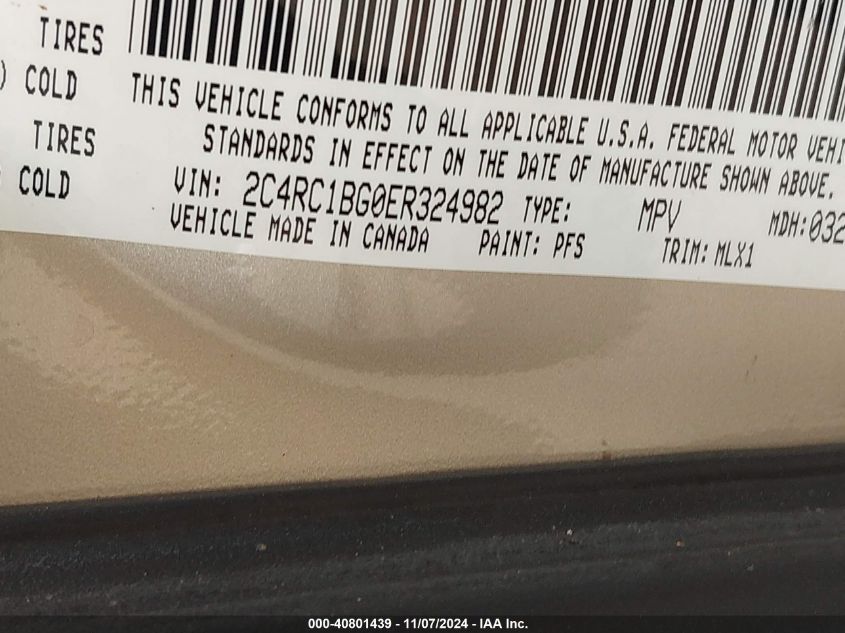 TIRES
) COLD
TIRES
COLD
THIS VEHICLE CONFORMS TO ALL APPLICABLE U.S.A. FEDERAL MOTOR VEHI
STANDARDS IN EFFECT ON THE DATE OF MANUFACTURE SHOWN ABOVE.
VIN: 2C4RC1BG0ER324982 TYPE: MPV MDH:032
VEHICLE MADE IN CANADA PAINT: PFS TRIM: MLX1
000-40801439 - 11/07/2024 - IAA Inc.